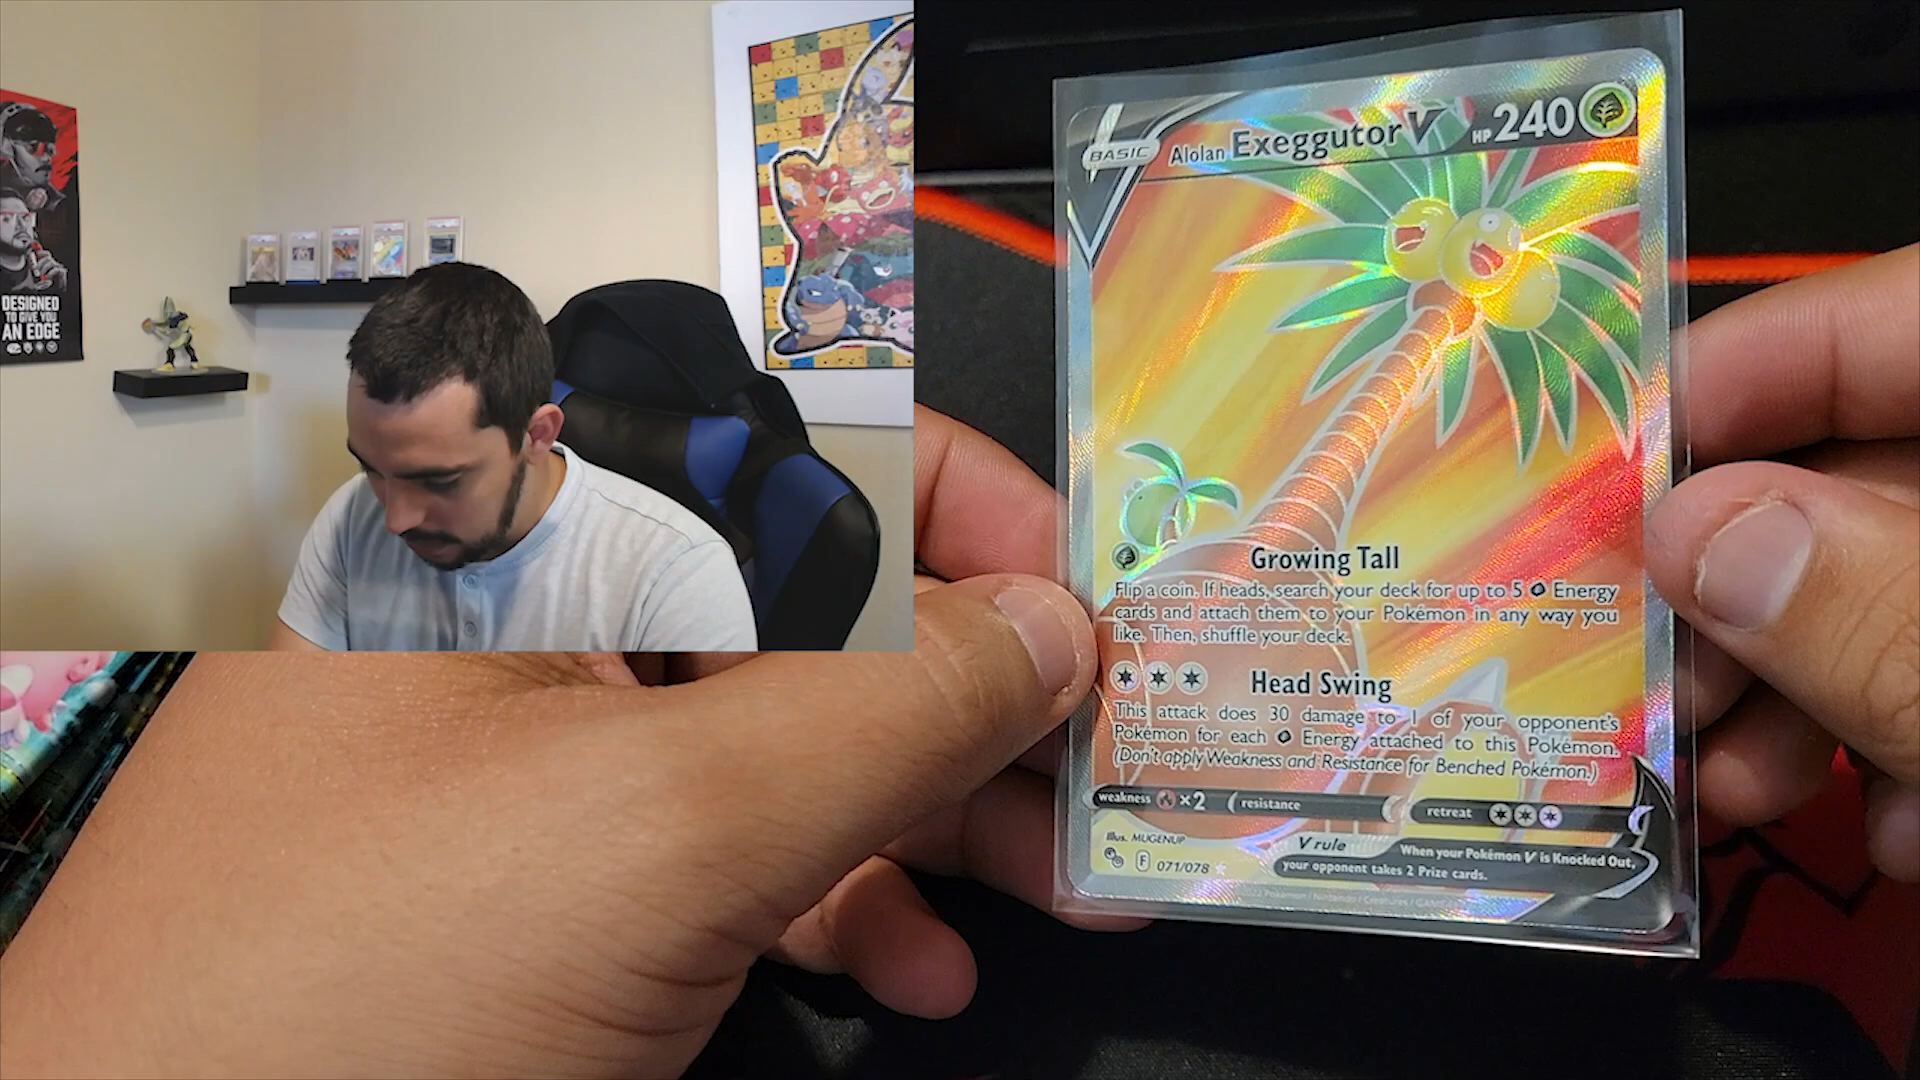 DESIGNED
TO GIVE YOU
AN EDGE
BASIC
Alolan Exeggutor V HP 240
Growing Tall
Flip a coin. If heads, search your deck for up to 5 Energy
cards and attach them to your Pokémon in any way you
like. Then, shuffle your deck.
Head Swing
This attack does 30 damage to 1 of your opponent's
Pokémon for each Energy attached to this Pokémon.
(Don't apply Weakness and Resistance for Benched Pokémon.)
weakness ×2 resistance retreat
Illus. MUGENUP
V rule When your Pokémon V is Knocked Out,
your opponent takes 2 Prize cards.
F 071/078
Pokémon / Nintendo / Creatures /